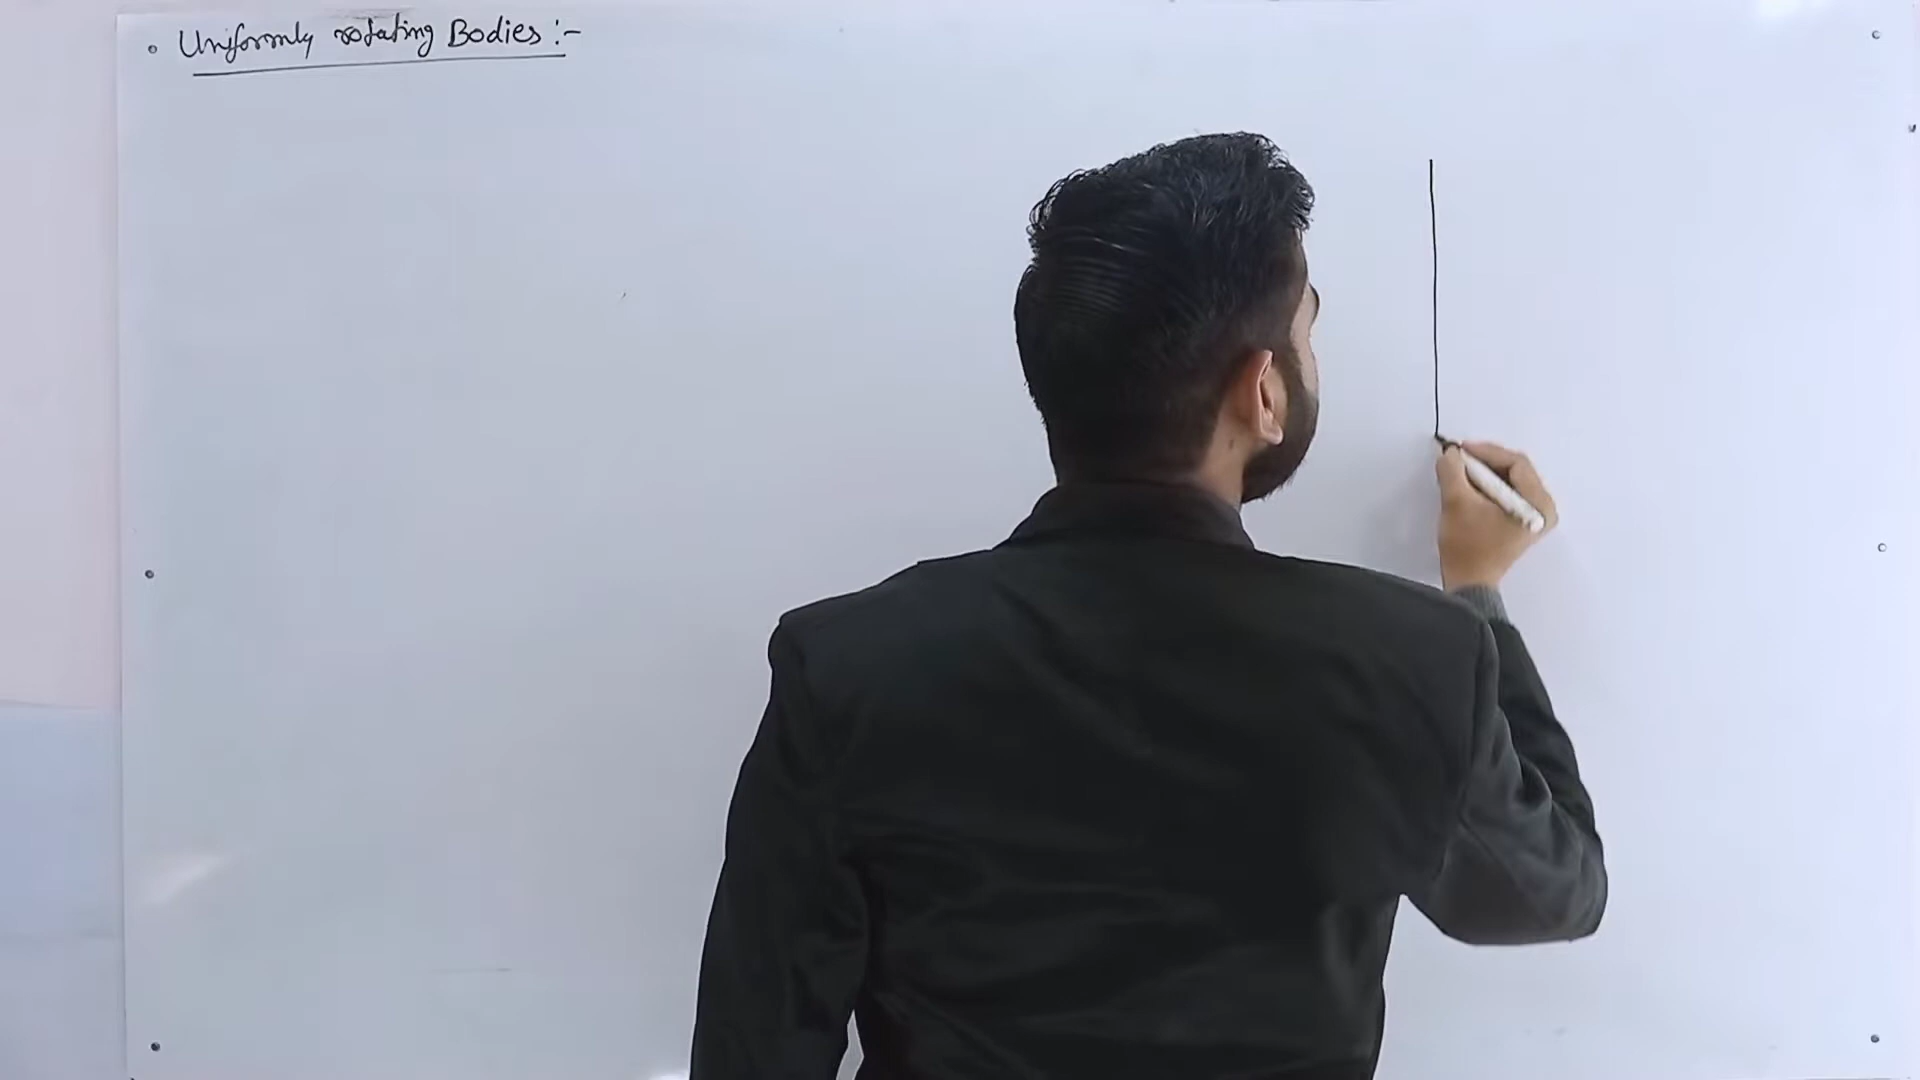 • Uniformly rotating Bodies :-